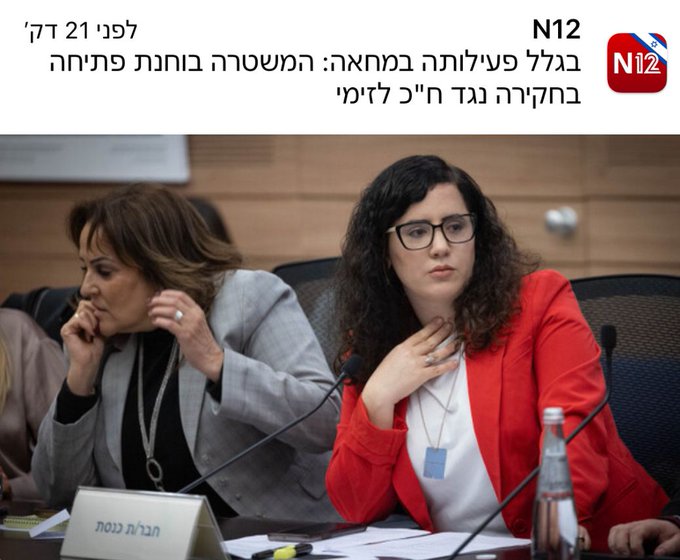 N12
לפני 21 דק׳
N12
בגלל פעילותה במחאה: המשטרה בוחנת פתיחה
בחקירה נגד ח"כ לזימי
חבר/ת כנסת